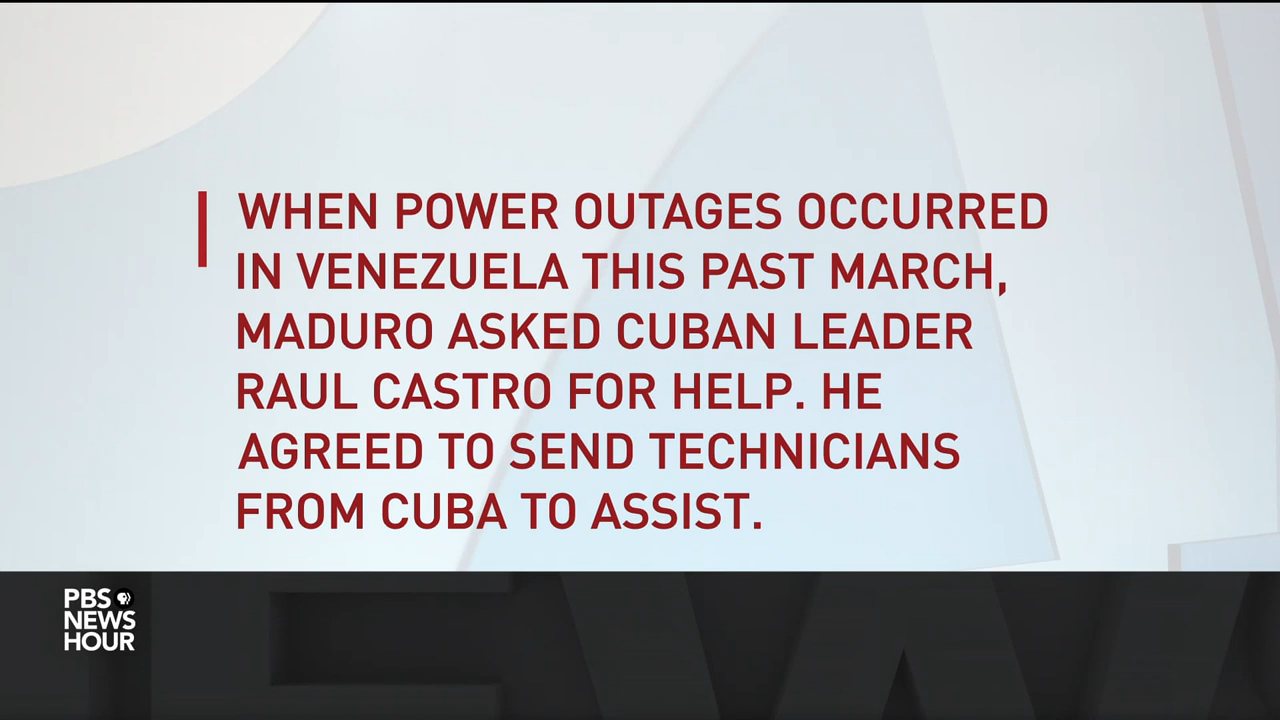 WHEN POWER OUTAGES OCCURRED
IN VENEZUELA THIS PAST MARCH,
MADURO ASKED CUBAN LEADER
RAUL CASTRO FOR HELP. HE
AGREED TO SEND TECHNICIANS
FROM CUBA TO ASSIST.
PBS
NEWS
HOUR